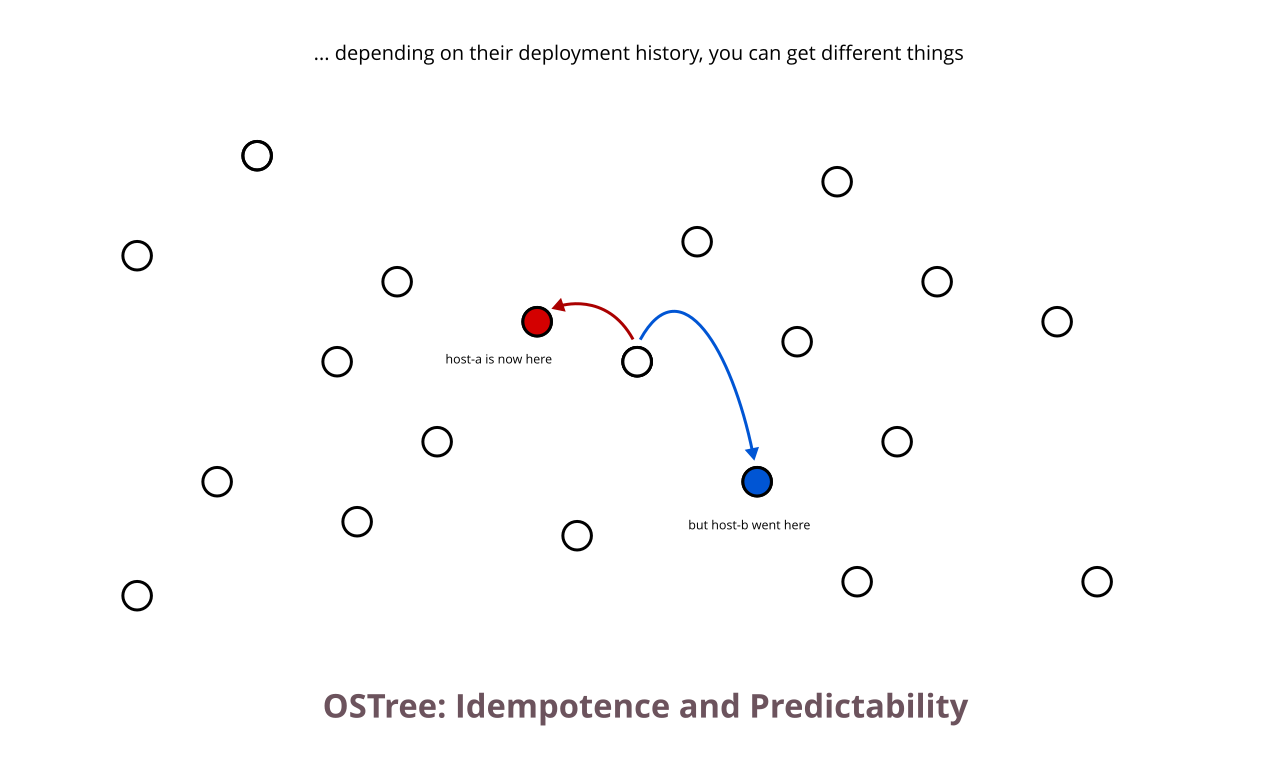 ... depending on their deployment history, you can get different things
host-a is now here
but host-b went here
OSTree: Idempotence and Predictability